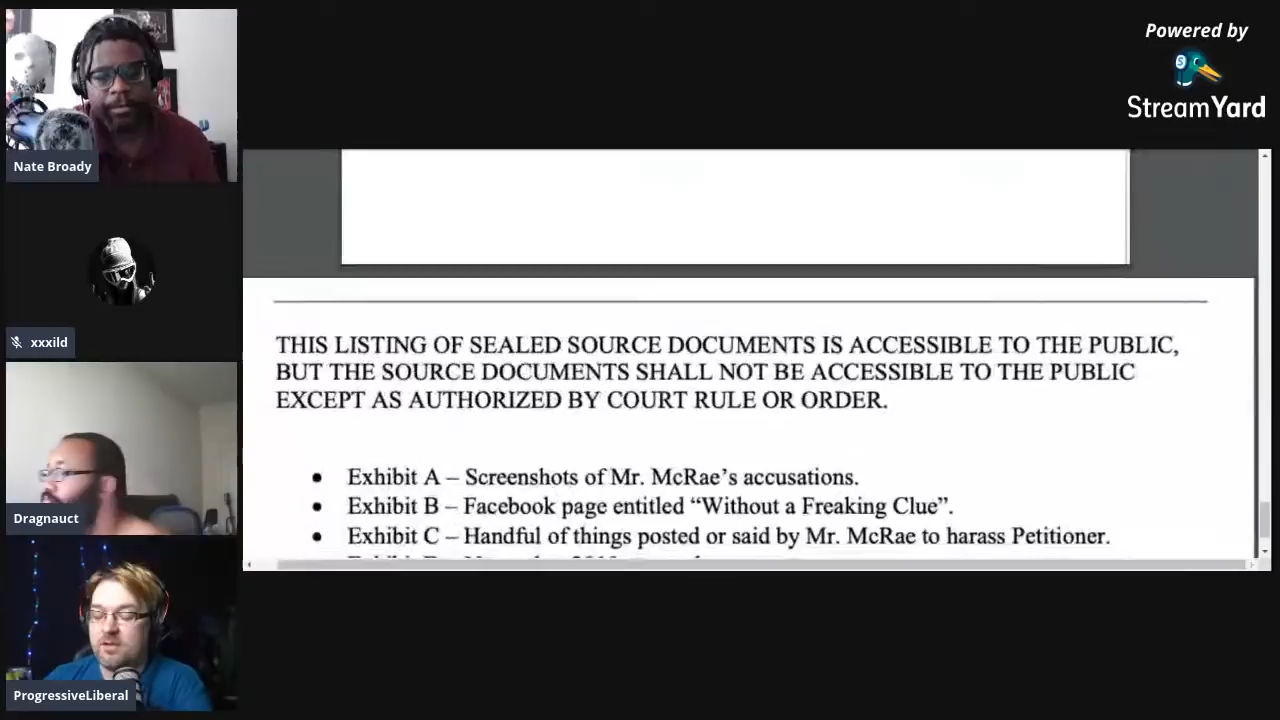 Powered by
StreamYard
Nate Broady
xxxild
Dragnauct
ProgressiveLiberal
THIS LISTING OF SEALED SOURCE DOCUMENTS IS ACCESSIBLE TO THE PUBLIC,
BUT THE SOURCE DOCUMENTS SHALL NOT BE ACCESSIBLE TO THE PUBLIC
EXCEPT AS AUTHORIZED BY COURT RULE OR ORDER.
• Exhibit A – Screenshots of Mr. McRae’s accusations.
• Exhibit B – Facebook page entitled “Without a Freaking Clue”.
• Exhibit C – Handful of things posted or said by Mr. McRae to harass Petitioner.